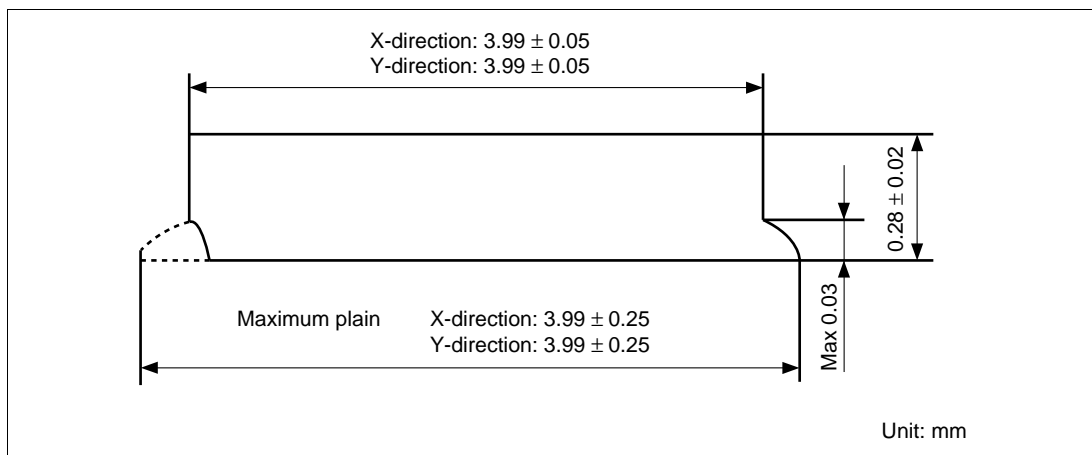 X-direction: 3.99 ± 0.05
Y-direction: 3.99 ± 0.05
0.28 ± 0.02
Max 0.03
Maximum plain X-direction: 3.99 ± 0.25
Y-direction: 3.99 ± 0.25
Unit: mm